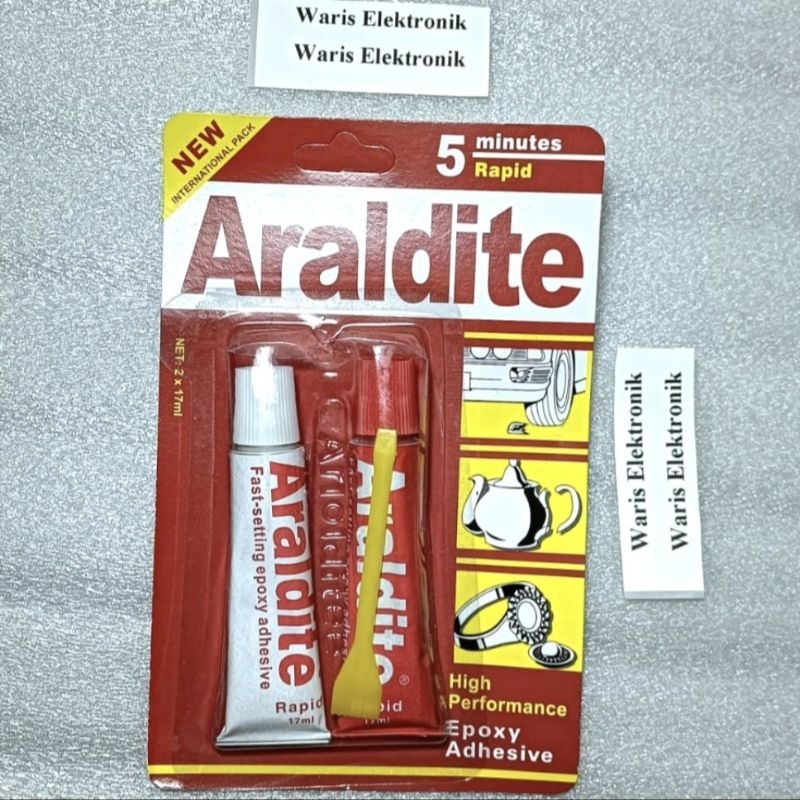 Waris Elektronik
Waris Elektronik
NEW
INTERNATIONAL PACK
5 minutes
Rapid
Araldite
NET: 2 x 17ml
Araldite
Fast-setting epoxy adhesive
Rapid
17ml
Araldite®
Rapid
17ml
High
Performance
Epoxy
Adhesive
Waris Elektronik
Waris Elektronik